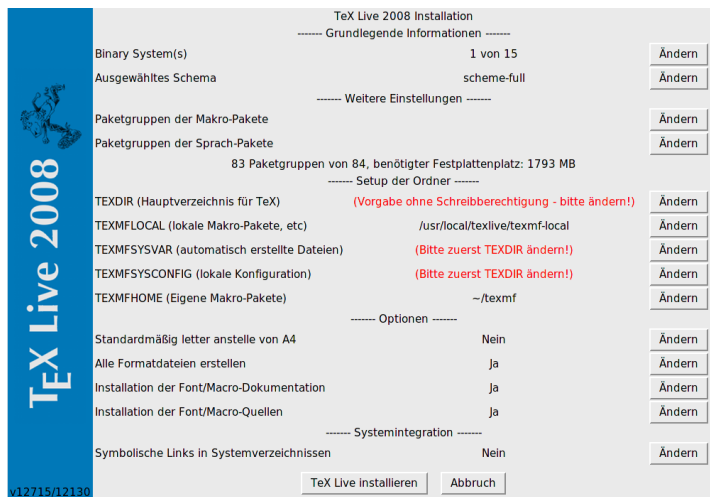 TeX Live 2008 Installation
------- Grundlegende Informationen -------
Binary System(s) 1 von 15 Ändern
Ausgewähltes Schema scheme-full Ändern
------- Weitere Einstellungen -------
Paketgruppen der Makro-Pakete Ändern
Paketgruppen der Sprach-Pakete Ändern
83 Paketgruppen von 84, benötigter Festplattenplatz: 1793 MB
------- Setup der Ordner -------
TEXDIR (Hauptverzeichnis für TeX) (Vorgabe ohne Schreibberechtigung - bitte ändern!) Ändern
TEXMFLOCAL (lokale Makro-Pakete, etc) /usr/local/texlive/texmf-local Ändern
TEXMFSYSVAR (automatisch erstellte Dateien) (Bitte zuerst TEXDIR ändern!) Ändern
TEXMFSYSCONFIG (lokale Konfiguration) (Bitte zuerst TEXDIR ändern!) Ändern
TEXMFHOME (Eigene Makro-Pakete) ~/texmf Ändern
------- Optionen -------
Standardmäßig letter anstelle von A4 Nein Ändern
Alle Formatdateien erstellen Ja Ändern
Installation der Font/Macro-Dokumentation Ja Ändern
Installation der Font/Macro-Quellen Ja Ändern
------- Systemintegration -------
Symbolische Links in Systemverzeichnissen Nein Ändern
TeX Live installieren Abbruch
TEX Live 2008
v12715/12130